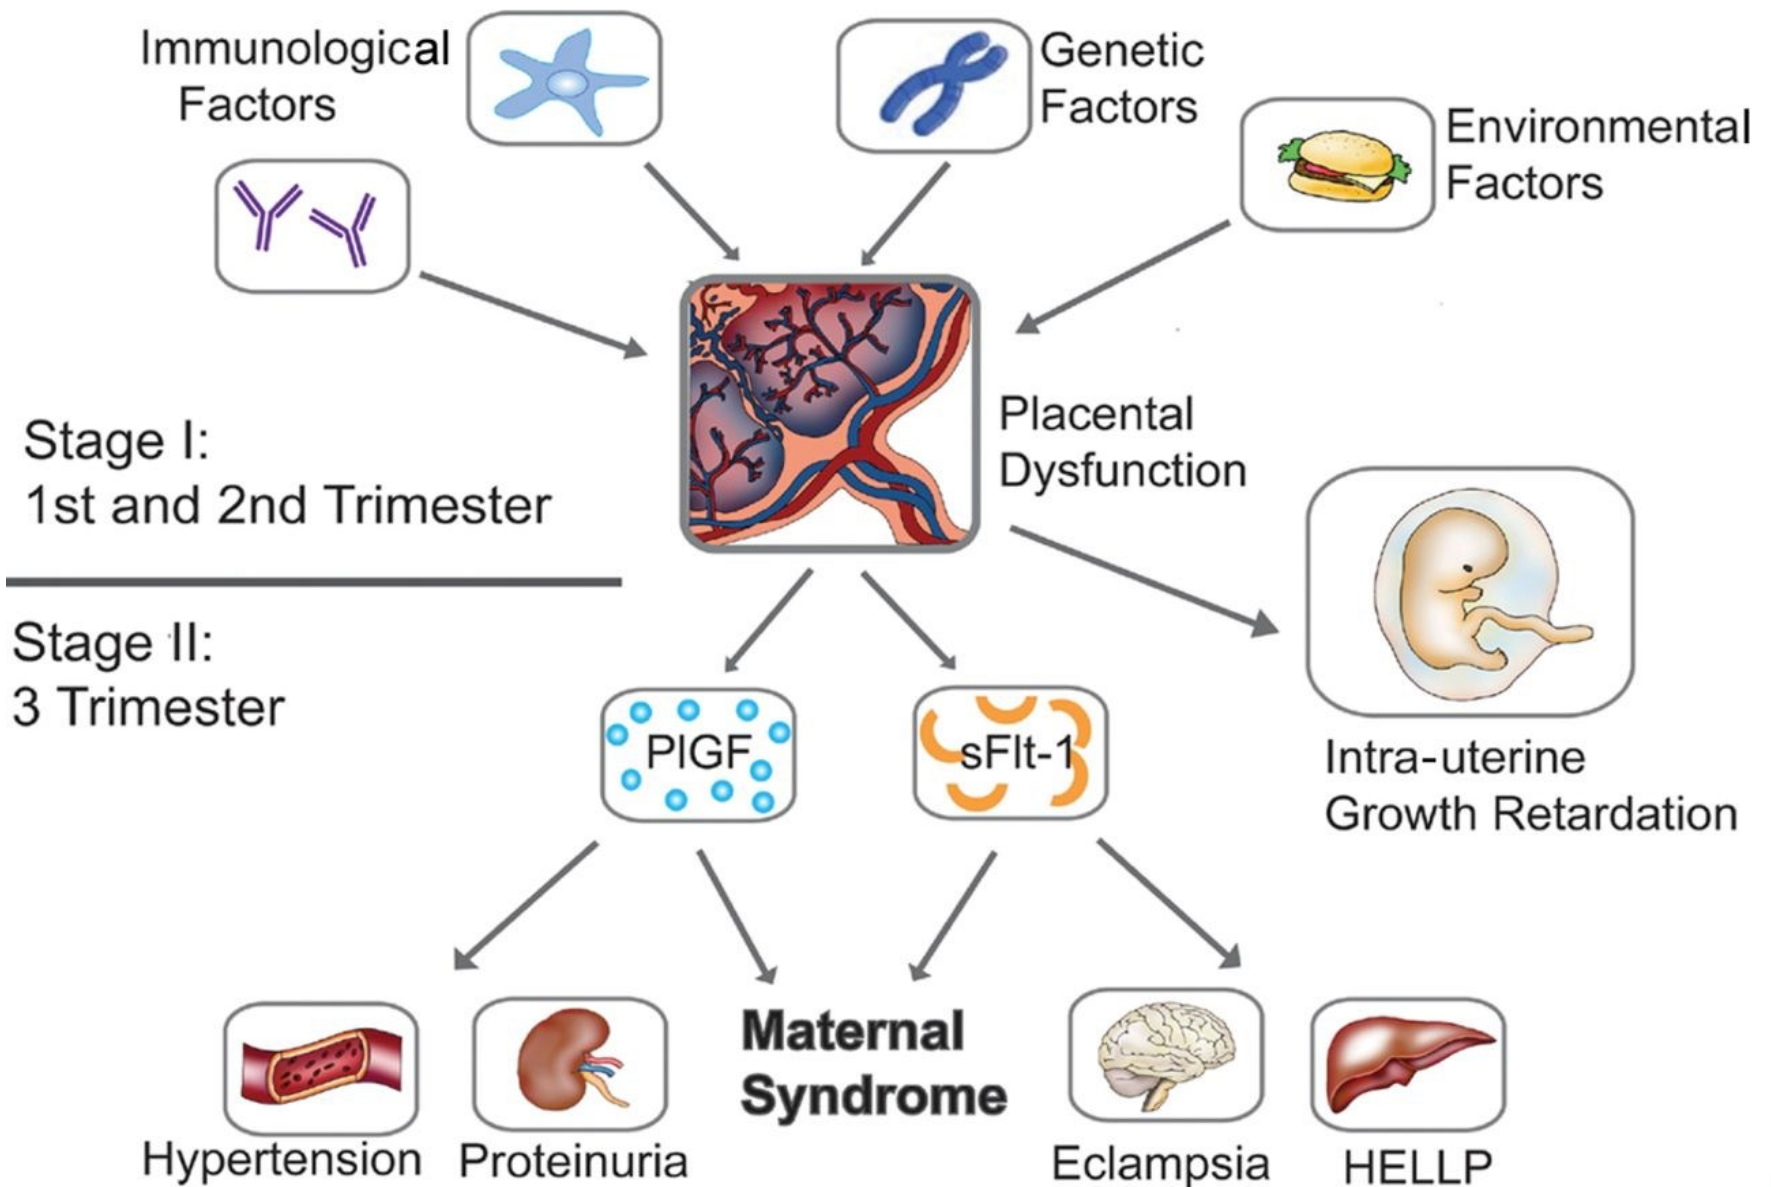 Immunological
Factors
Genetic
Factors
Environmental
Factors
Placental
Dysfunction
Stage I:
1st and 2nd Trimester
Stage II:
3 Trimester
PlGF
sFlt-1
Intra-uterine
Growth Retardation
Maternal
Syndrome
Hypertension
Proteinuria
Eclampsia
HELLP